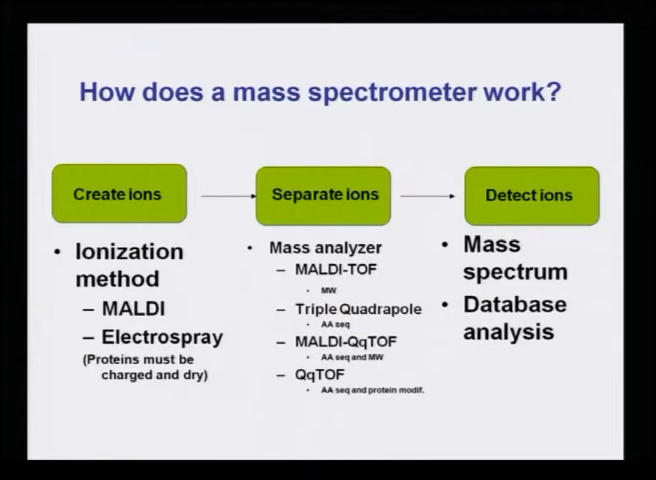 How does a mass spectrometer work?
Create ions
Separate ions
Detect ions
• Ionization
method
– MALDI
– Electrospray
(Proteins must be
charged and dry)
• Mass analyzer
– MALDI-TOF
• MW
– Triple Quadrapole
• AA seq
– MALDI-QqTOF
• AA seq and MW
– QqTOF
• AA seq and protein modif.
• Mass
spectrum
• Database
analysis